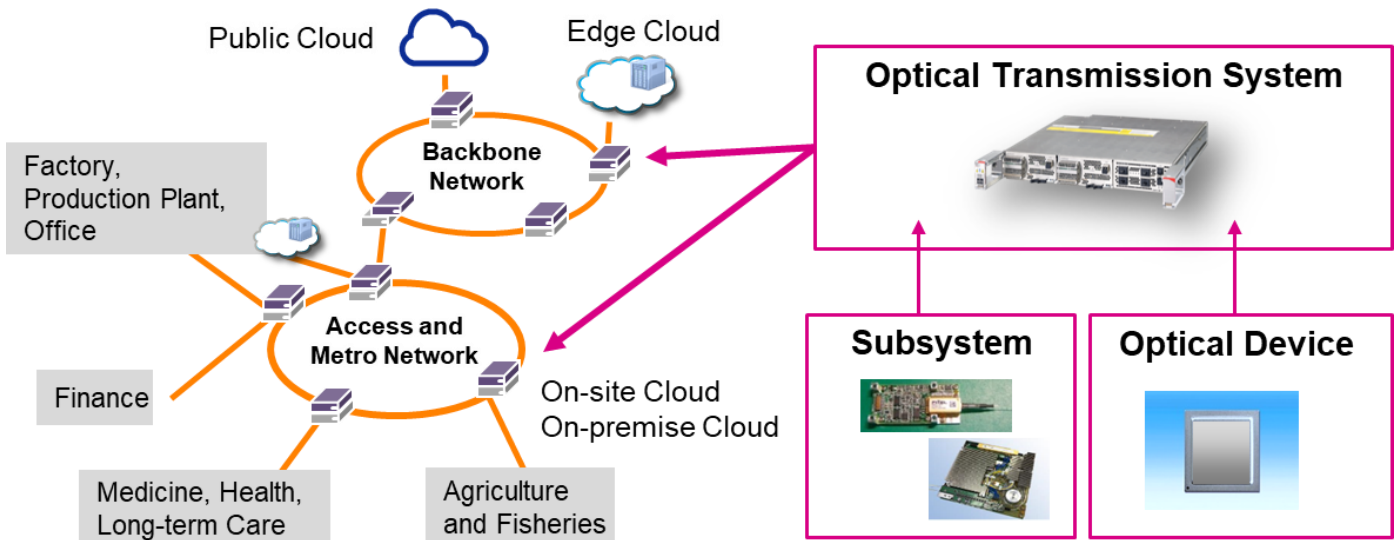 Public Cloud
Edge Cloud
Optical Transmission System
Backbone
Network
Factory,
Production Plant,
Office
Access and
Metro Network
Subsystem
Optical Device
Finance
On-site Cloud
On-premise Cloud
Medicine, Health,
Long-term Care
Agriculture
and Fisheries